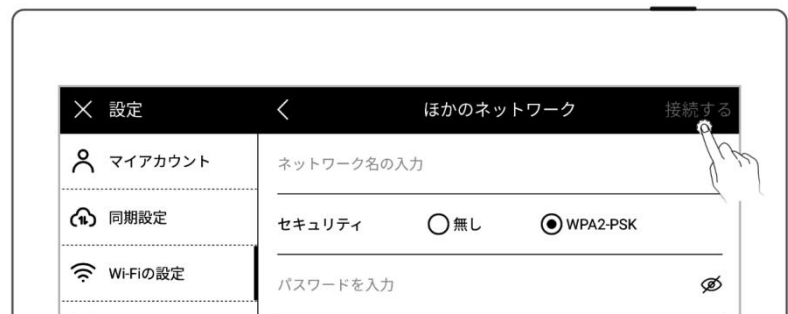 設定
ほかのネットワーク
接続する
マイアカウント
ネットワーク名の入力
同期設定
セキュリティ 無し WPA2-PSK
Wi-Fiの設定
パスワードを入力